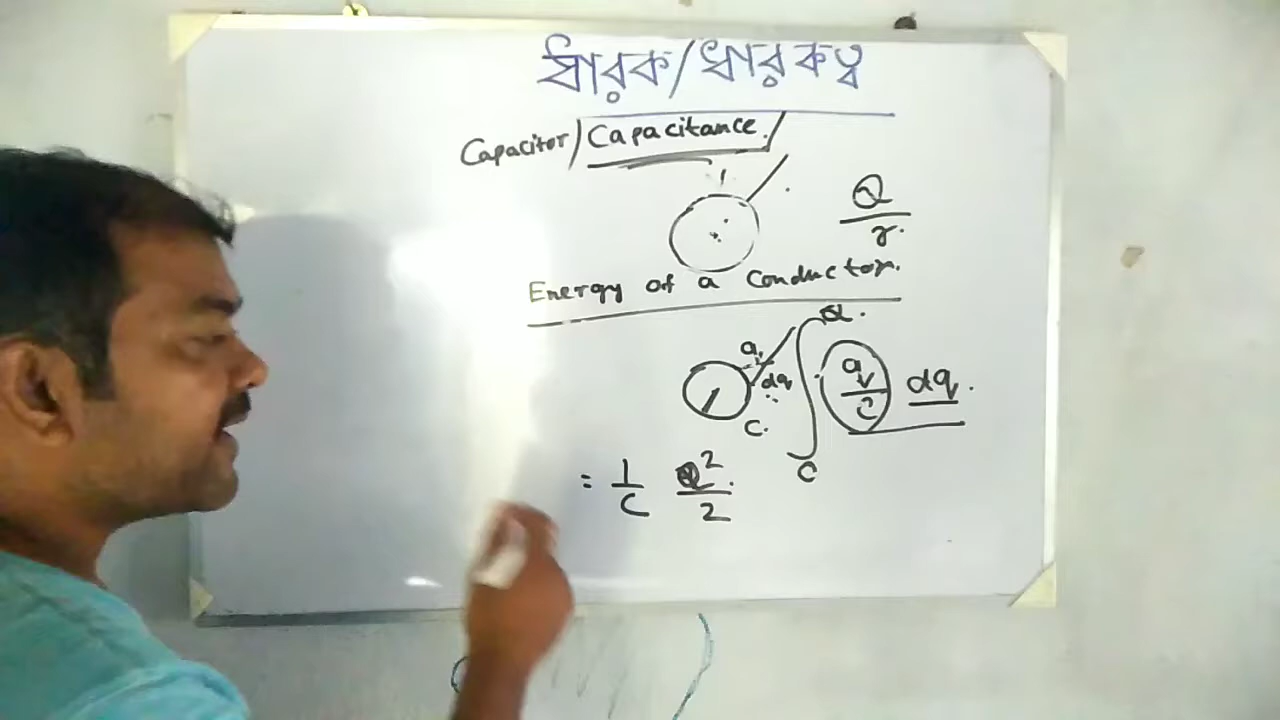 ধারক/ধারকত্ব
Capacitor/Capacitance.
Q/r.
Energy of a Conductor.
q
dq
C.
∫ Q.
C
q/C dq.
= 1/C Q²/2.